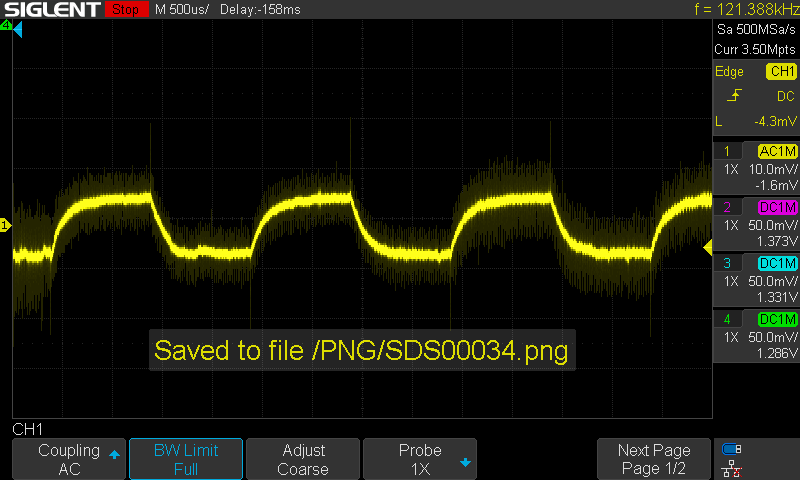 SIGLENT Stop M 500us/ Delay:-158ms f = 121.388kHz
Sa 500MSa/s
Curr 3.50Mpts
Edge CH1
DC
L -4.3mV
1 AC1M
1X 10.0mV/
-1.6mV
2 DC1M
1X 50.0mV/
1.373V
3 DC1M
1X 50.0mV/
1.331V
4 DC1M
1X 50.0mV/
1.286V
4
1
Saved to file /PNG/SDS00034.png
CH1
Coupling
AC
BW Limit
Full
Adjust
Coarse
Probe
1X
Next Page
Page 1/2